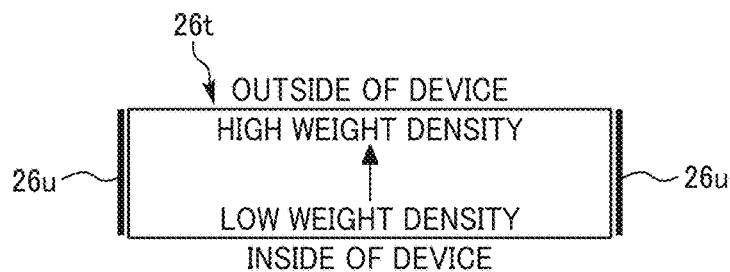 26t
OUTSIDE OF DEVICE
HIGH WEIGHT DENSITY
26u
26u
LOW WEIGHT DENSITY
INSIDE OF DEVICE